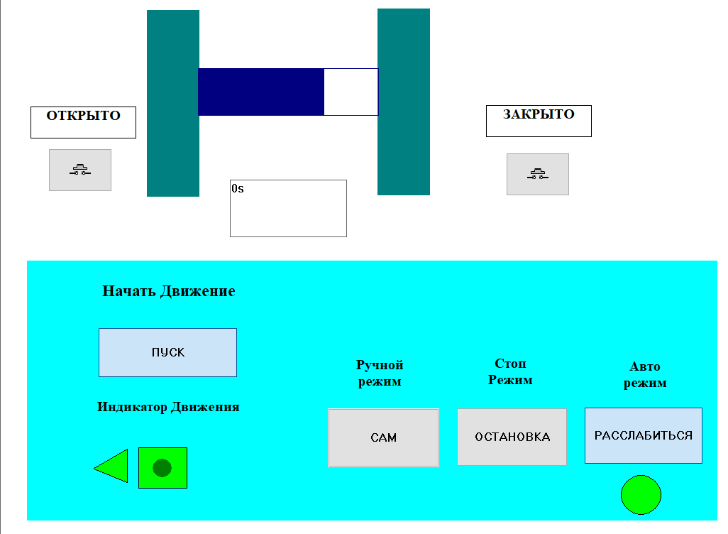 ОТКРЫТО
ЗАКРЫТО
0s
Начать Движение
ПУСК
Индикатор Движения
Ручной
режим
САМ
Стоп
Режим
ОСТАНОВКА
Авто
режим
РАССЛАБИТЬСЯ